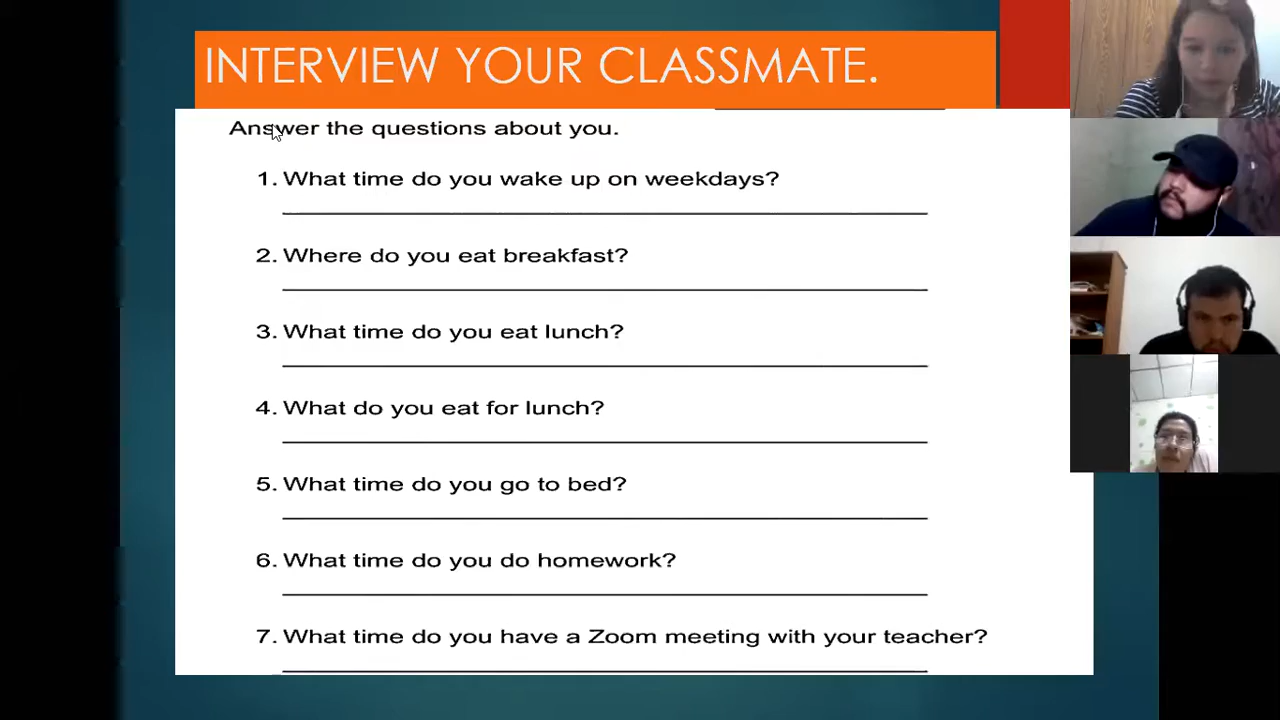 INTERVIEW YOUR CLASSMATE.
Answer the questions about you.
1. What time do you wake up on weekdays?
2. Where do you eat breakfast?
3. What time do you eat lunch?
4. What do you eat for lunch?
5. What time do you go to bed?
6. What time do you do homework?
7. What time do you have a Zoom meeting with your teacher?